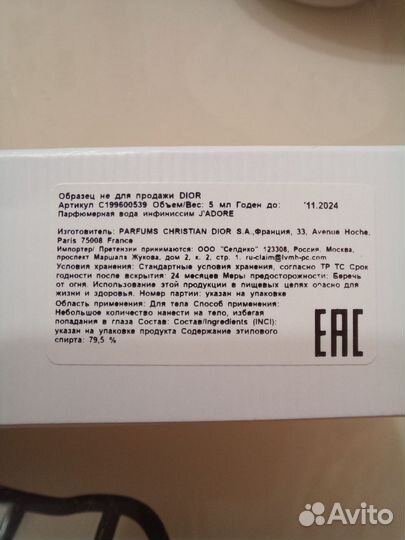 Образец не для продажи DIOR
Артикул C199600539 Объем/Вес: 5 мл Годен до: 11.2024
Парфюмерная вода инфиниссим J'ADORE
Изготовитель: PARFUMS CHRISTIAN DIOR S.A.,Франция, 33, Avenue Hoche,
Paris 75008 France
Импортер/ Претензии принимаются: ООО "Селдико" 123308, Россия, Москва,
проспект Маршала Жукова, дом 2, к. 2, стр. 1. ru-claim@lvmh-pc.com
Условия хранения: Стандартные условия хранения, согласно ТР ТС Срок
годности после вскрытия: 24 месяцев Меры предосторожности: Беречь
от огня. Использование этой продукции в пищевых целях опасно для
жизни и здоровья. Номер партии: указан на упаковке
Область применения: Для тела Способ применения:
Небольшое количество нанести на тело, избегая
попадания в глаза Состав: Состав/Ingredients (INCI):
указан на упаковке продукта Содержание этилового
спирта: 79,5 %
EAC
Avito